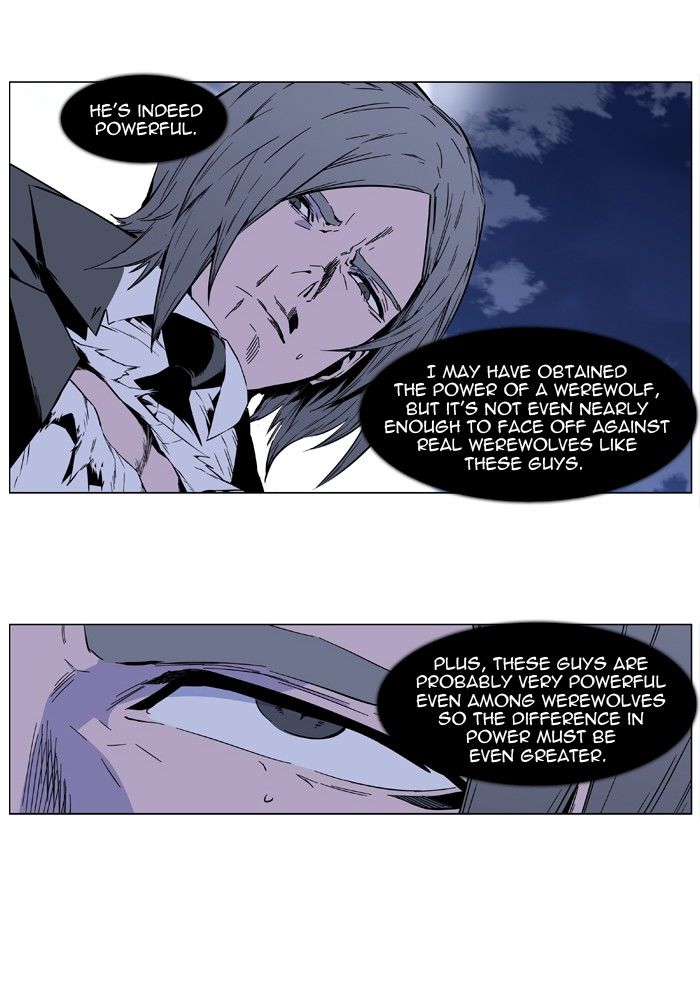 HE'S INDEED
POWERFUL.
I MAY HAVE OBTAINED
THE POWER OF A WEREWOLF,
BUT IT'S NOT EVEN NEARLY
ENOUGH TO FACE OFF AGAINST
REAL WEREWOLVES LIKE
THESE GUYS.
PLUS, THESE GUYS ARE
PROBABLY VERY POWERFUL
EVEN AMONG WEREWOLVES
SO THE DIFFERENCE IN
POWER MUST BE
EVEN GREATER.